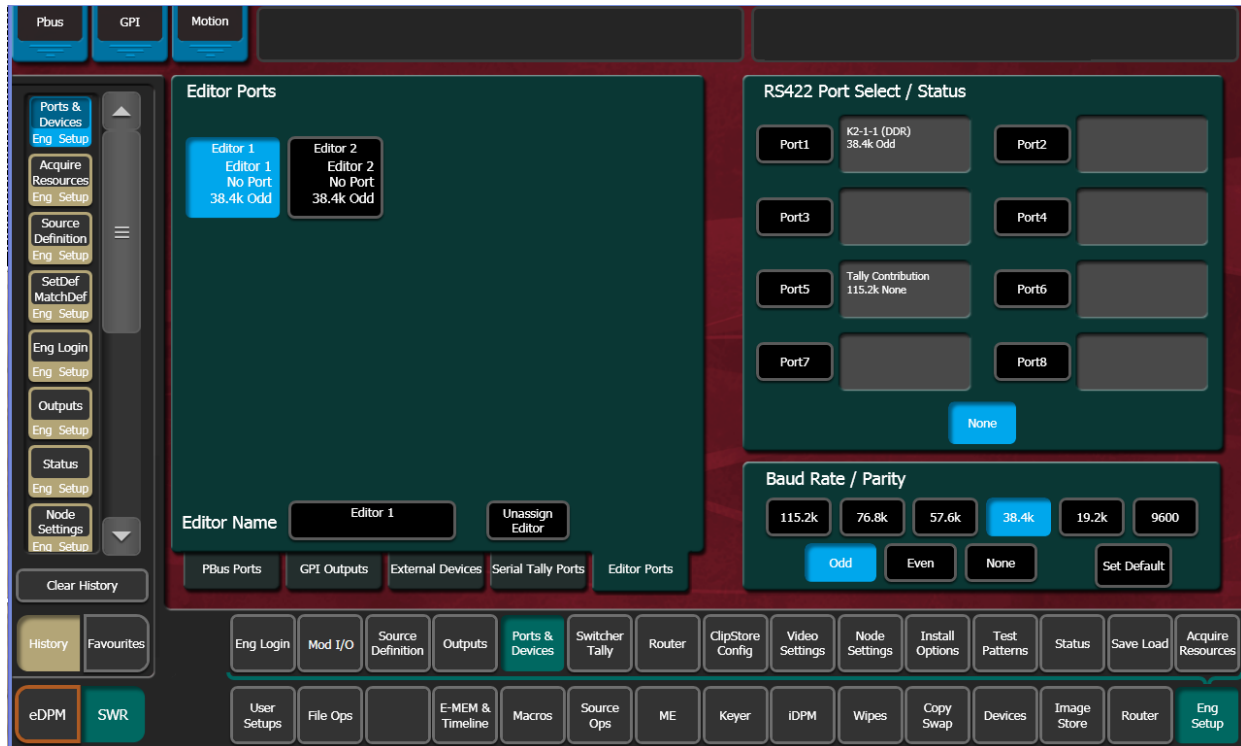 Pbus
GPI
Motion
Ports &
Devices
Eng Setup
Acquire
Resources
Eng Setup
Source
Definition
Eng Setup
SetDef
MatchDef
Eng Setup
Eng Login
Eng Setup
Outputs
Eng Setup
Status
Eng Setup
Node
Settings
Eng Setup
Clear History
History
Favourites
eDPM
SWR
Editor Ports
Editor 1
Editor 1
No Port
38.4k Odd
Editor 2
Editor 2
No Port
38.4k Odd
Editor Name
Editor 1
Unassign
Editor
PBus Ports
GPI Outputs
External Devices
Serial Tally Ports
Editor Ports
RS422 Port Select / Status
Port1
K2-1-1 (DDR)
38.4k Odd
Port2
Port3
Port4
Port5
Tally Contribution
115.2k None
Port6
Port7
Port8
None
Baud Rate / Parity
115.2k
76.8k
57.6k
38.4k
19.2k
9600
Odd
Even
None
Set Default
Eng Login
Mod I/O
Source
Definition
Outputs
Ports &
Devices
Switcher
Tally
Router
ClipStore
Config
Video
Settings
Node
Settings
Install
Options
Test
Patterns
Status
Save Load
Acquire
Resources
User
Setups
File Ops
E-MEM &
Timeline
Macros
Source
Ops
ME
Keyer
iDPM
Wipes
Copy
Swap
Devices
Image
Store
Router
Eng
Setup